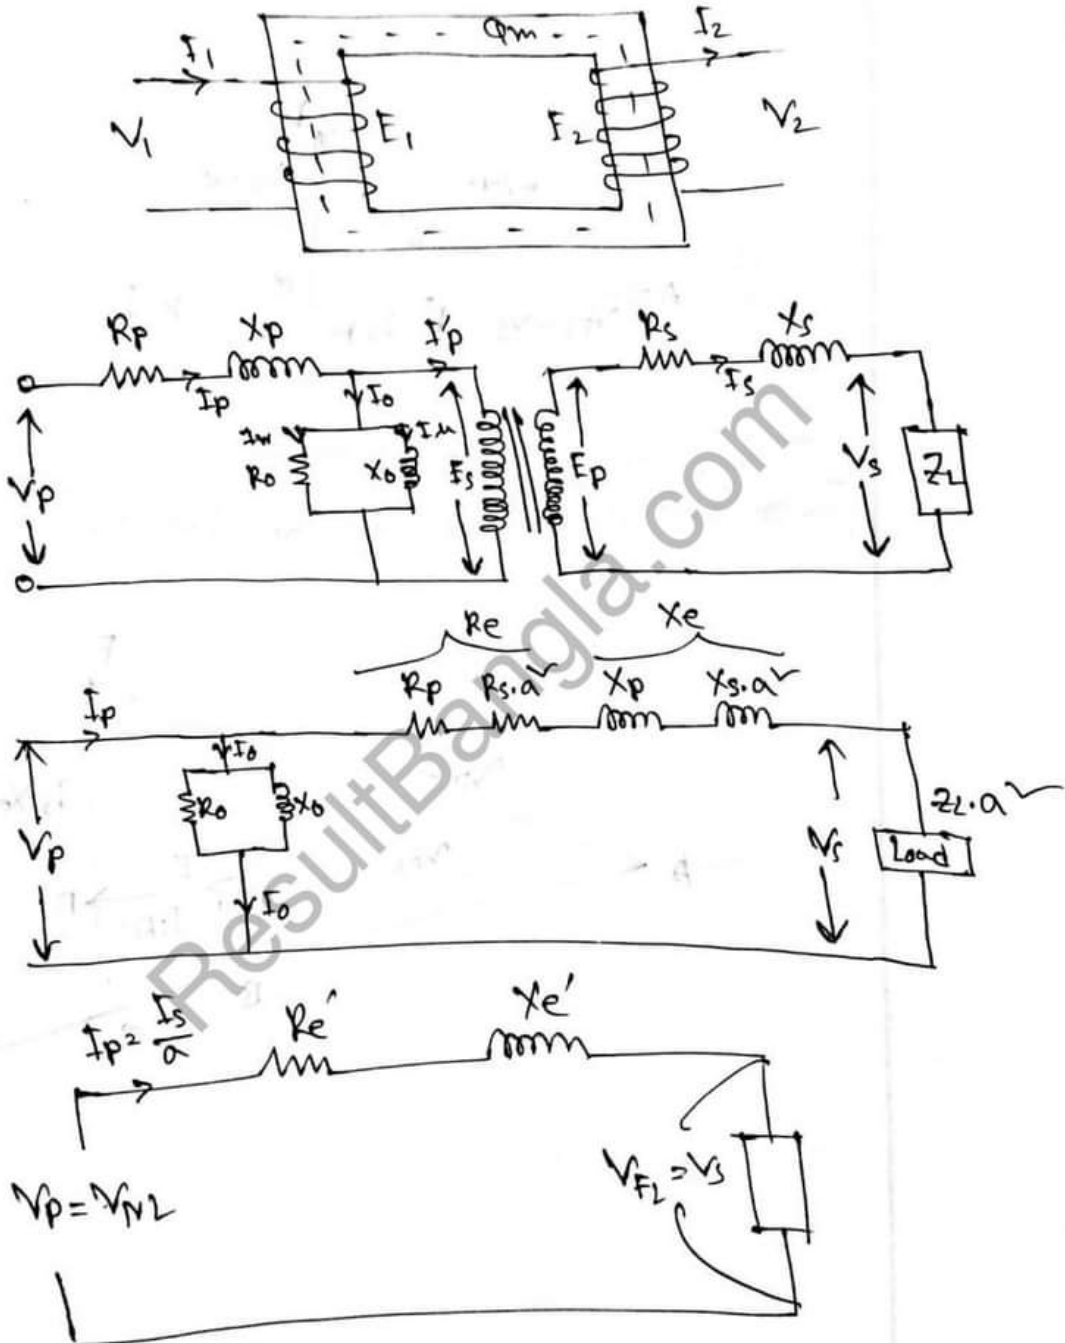 Φm
I1 I2
V1 E1 E2 V2
Rp Xp I'p Rs Xs
Ip I0 Is
Iw Iμ
Vp R0 X0 Es Ep Vs ZL
Re Xe
Rp Rs.a² Xp Xs.a²
Ip
I0
R0 X0 ZL.a²
Vp Vs Load
I0
Ip = Is/a Re' Xe'
Vp = VNL VFL = Vs
ResultBangla.com